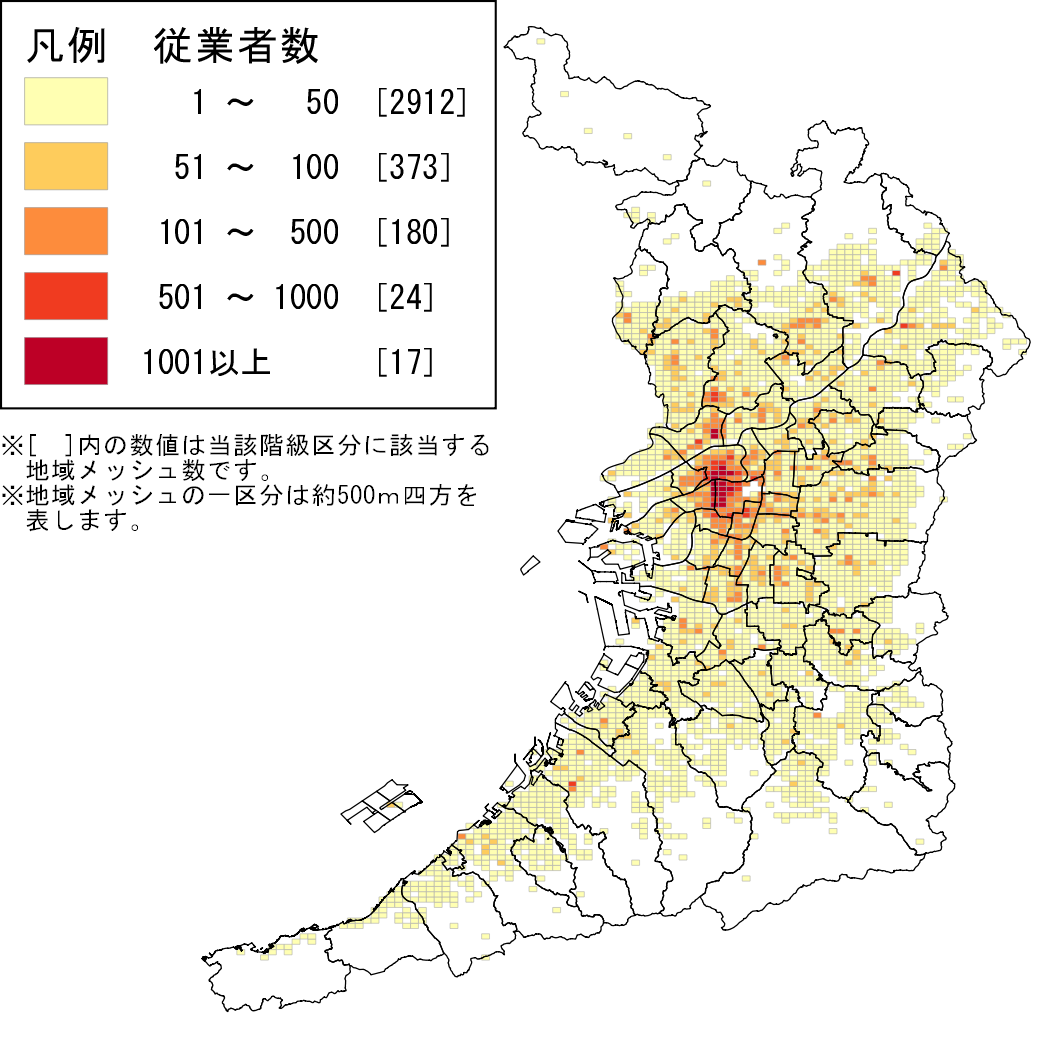 凡例　従業者数
1 ～ 50 [2912]
51 ～ 100 [373]
101 ～ 500 [180]
501 ～ 1000 [24]
1001以上 [17]
※[　]内の数値は当該階級区分に該当する
地域メッシュ数です。
※地域メッシュの一区分は約500ｍ四方を
表します。